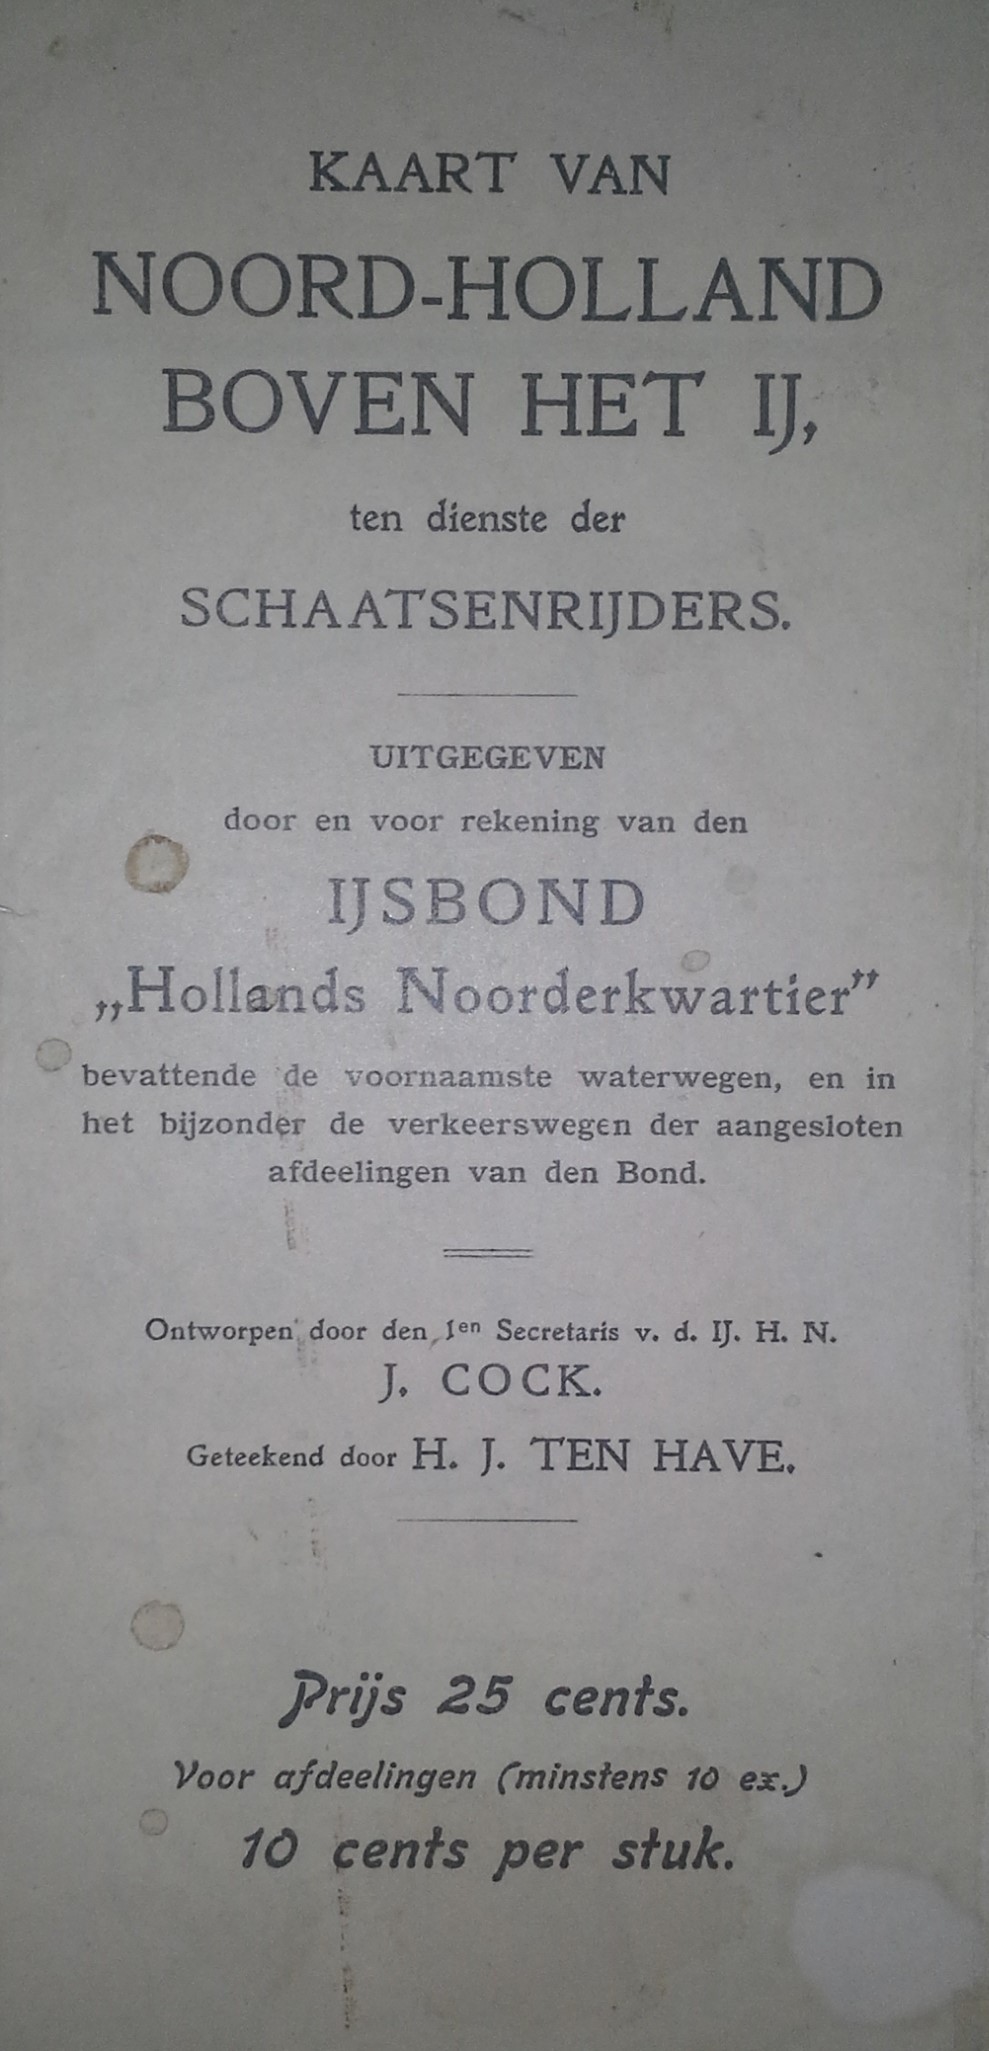 KAART VAN
NOORD-HOLLAND
BOVEN HET IJ,
ten dienste der
SCHAATSENRIJDERS.
UITGEGEVEN
door en voor rekening van den
IJSBOND
„Hollands Noorderkwartier”
bevattende de voornaamste waterwegen, en in
het bijzonder de verkeerswegen der aangesloten
afdeelingen van den Bond.
Ontworpen door den 1en Secretaris v. d. IJ. H. N.
J. COCK.
Geteekend door H. J. TEN HAVE.
Prijs 25 cents.
Voor afdeelingen (minstens 10 ex.)
10 cents per stuk.